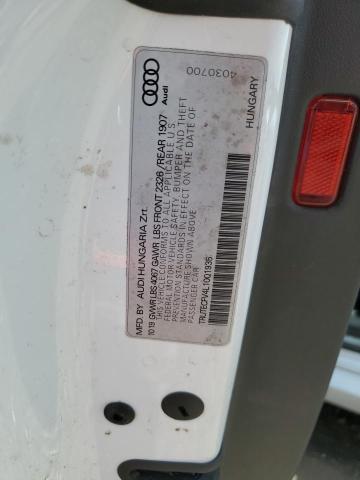 Audi
4030700
HUNGARY
MFD. BY AUDI HUNGARIA Zrt.
10 19 GVWR LBS 4067 GAWR LBS FRONT 2326 /REAR 1907
THIS VEHICLE CONFORMS TO ALL APPLICABLE U.S.
FEDERAL MOTOR VEHICLE SAFETY, BUMPER AND THEFT
PREVENTION STANDARDS IN EFFECT ON THE DATE OF
MANUFACTURE SHOWN ABOVE
PASSENGER CAR
TRUTECFV4L1001935